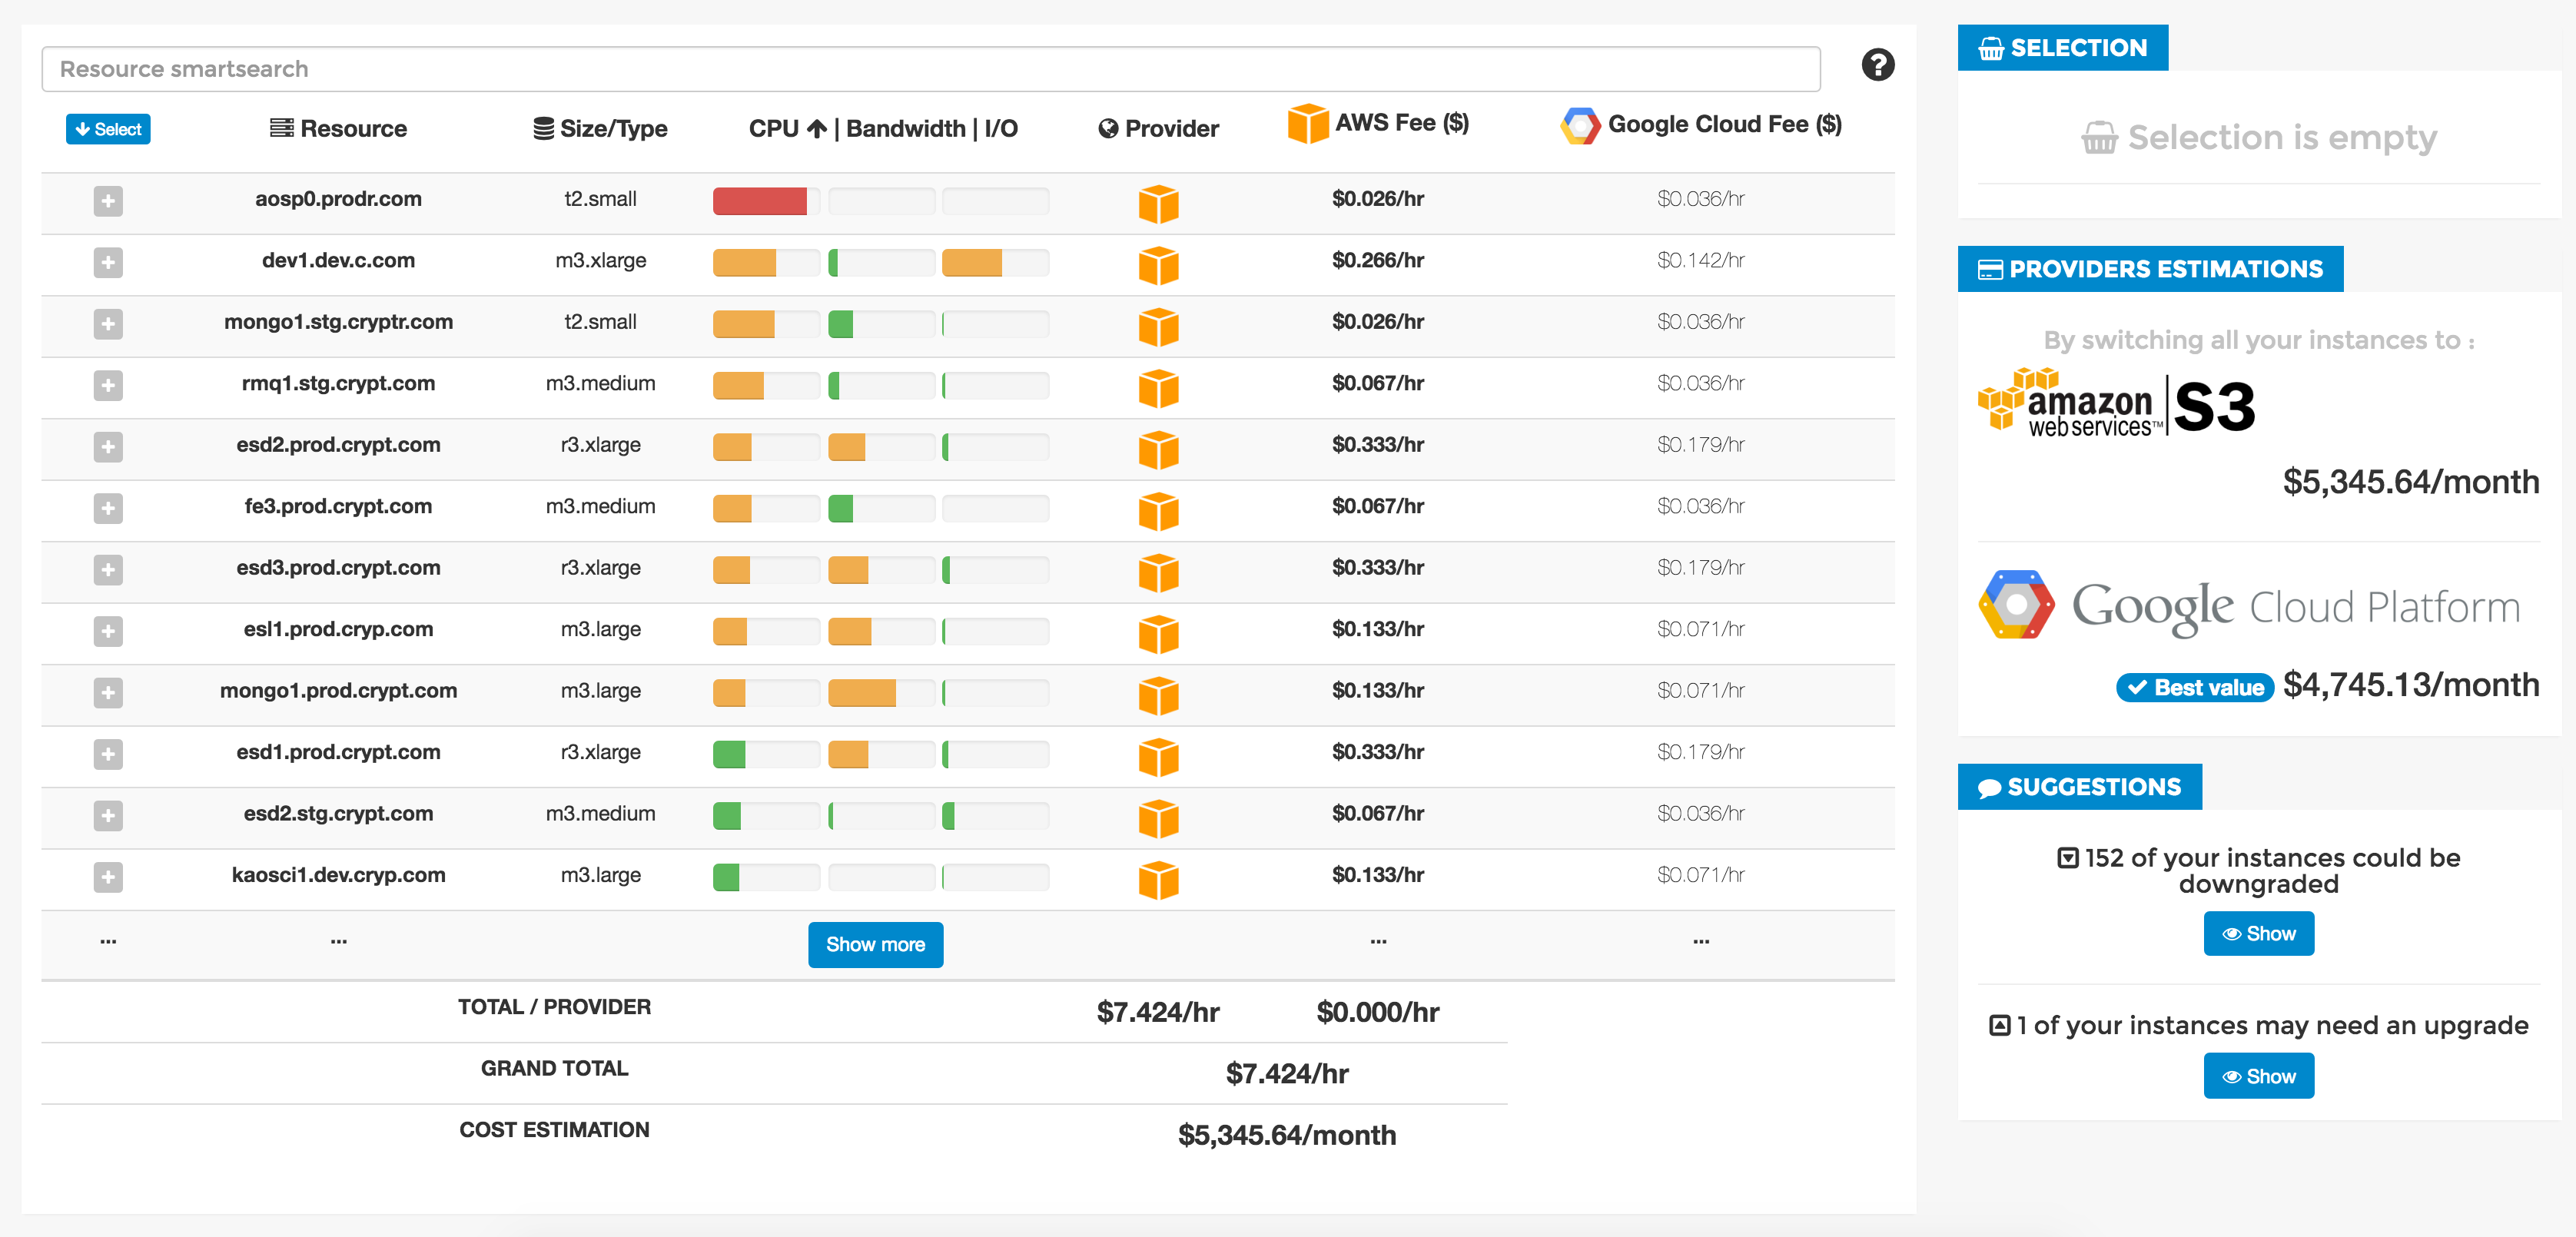 Resource smartsearch
Select Resource Size/Type CPU | Bandwidth | I/O Provider AWS Fee ($) Google Cloud Fee ($)
aosp0.prodr.com t2.small $0.026/hr $0.036/hr
dev1.dev.c.com m3.xlarge $0.266/hr $0.142/hr
mongo1.stg.cryptr.com t2.small $0.026/hr $0.036/hr
rmq1.stg.crypt.com m3.medium $0.067/hr $0.036/hr
esd2.prod.crypt.com r3.xlarge $0.333/hr $0.179/hr
fe3.prod.crypt.com m3.medium $0.067/hr $0.036/hr
esd3.prod.crypt.com r3.xlarge $0.333/hr $0.179/hr
esl1.prod.cryp.com m3.large $0.133/hr $0.071/hr
mongo1.prod.crypt.com m3.large $0.133/hr $0.071/hr
esd1.prod.crypt.com r3.xlarge $0.333/hr $0.179/hr
esd2.stg.crypt.com m3.medium $0.067/hr $0.036/hr
kaosci1.dev.cryp.com m3.large $0.133/hr $0.071/hr
... ... Show more ... ...
TOTAL / PROVIDER $7.424/hr $0.000/hr
GRAND TOTAL $7.424/hr
COST ESTIMATION $5,345.64/month
SELECTION
Selection is empty
PROVIDERS ESTIMATIONS
By switching all your instances to :
amazon web services™ | S3
$5,345.64/month
Google Cloud Platform
Best value $4,745.13/month
SUGGESTIONS
152 of your instances could be
downgraded
Show
1 of your instances may need an upgrade
Show